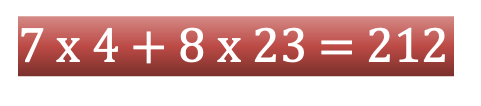 7 x 4 + 8 x 23 = 212